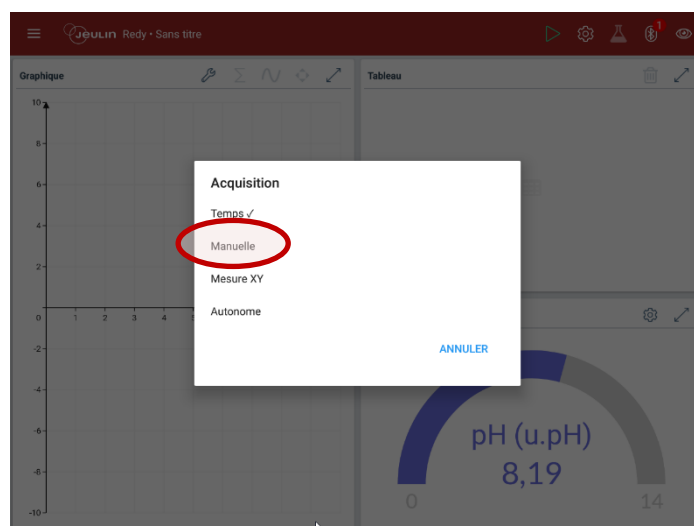 Jeulin Redy • Sans titre
1
Graphique
Tableau
10
8
6
4
2
0 1 2 3 4
-2
-4
-6
-8
-10
Acquisition
Temps ✓
Manuelle
Mesure XY
Autonome
ANNULER
pH (u.pH)
8,19
0 14